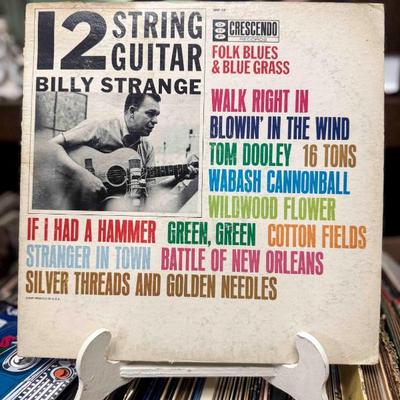 12 STRING
GUITAR
BILLY STRANGE
CRESCENDO
RECORDS
FOLK BLUES
& BLUE GRASS
WALK RIGHT IN
BLOWIN' IN THE WIND
TOM DOOLEY 16 TONS
WABASH CANNONBALL
WILDWOOD FLOWER
IF I HAD A HAMMER GREEN, GREEN COTTON FIELDS
STRANGER IN TOWN BATTLE OF NEW ORLEANS
SILVER THREADS AND GOLDEN NEEDLES